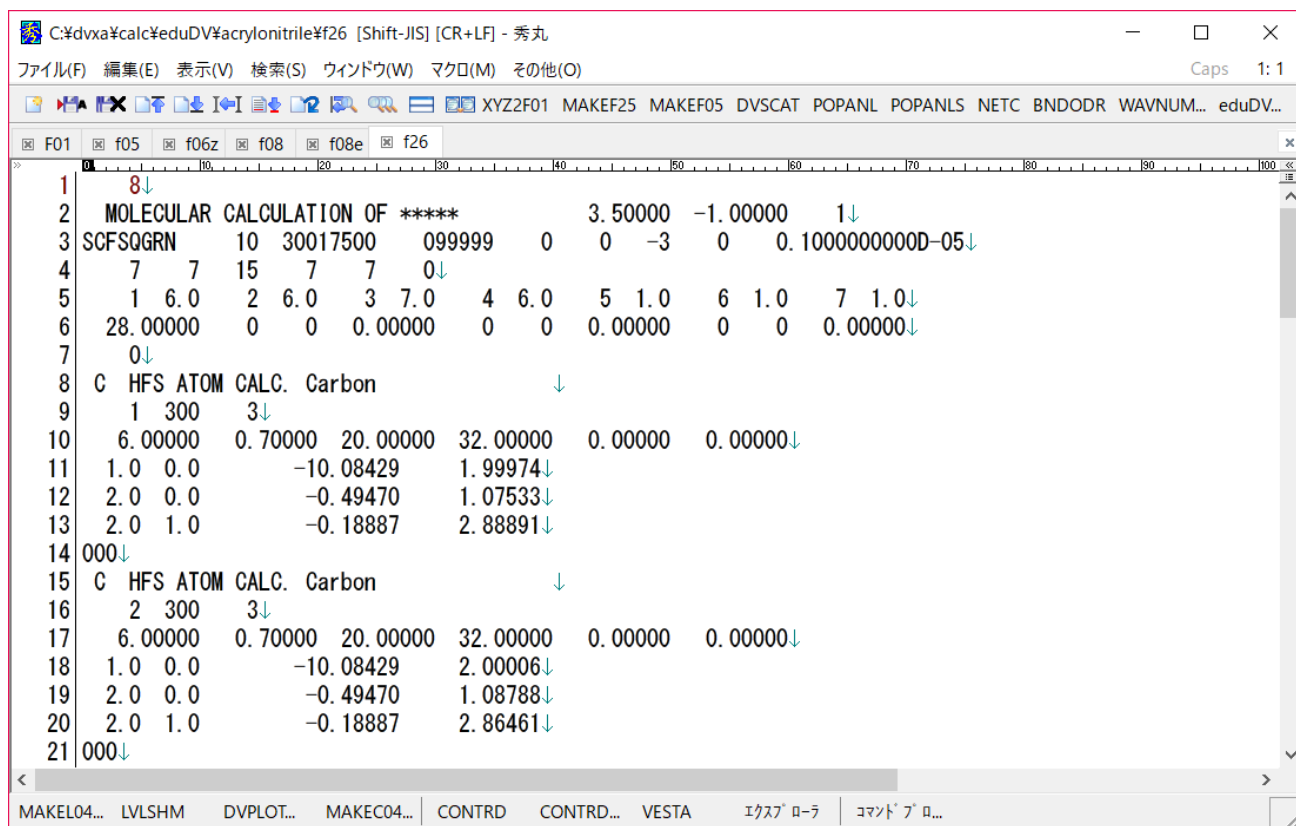 C:¥dvxa¥calc¥eduDV¥acrylonitrile¥f26 [Shift-JIS] [CR+LF] - 秀丸
ファイル(F) 編集(E) 表示(V) 検索(S) ウィンドウ(W) マクロ(M) その他(O) Caps 1: 1
XYZ2F01 MAKEF25 MAKEF05 DVSCAT POPANL POPANLS NETC BNDODR WAVNUM... eduDV...
F01 f05 f06z f08 f08e f26
0 10 20 30 40 50 60 70 80 90 100
1 8↓
2 MOLECULAR CALCULATION OF ***** 3.50000 -1.00000 1↓
3 SCFSQGRN 10 30017500 099999 0 0 -3 0 0.1000000000D-05↓
4 7 7 15 7 7 0↓
5 1 6.0 2 6.0 3 7.0 4 6.0 5 1.0 6 1.0 7 1.0↓
6 28.00000 0 0 0.00000 0 0 0.00000 0 0 0.00000↓
7 0↓
8 C HFS ATOM CALC. Carbon ↓
9 1 300 3↓
10 6.00000 0.70000 20.00000 32.00000 0.00000 0.00000↓
11 1.0 0.0 -10.08429 1.99974↓
12 2.0 0.0 -0.49470 1.07533↓
13 2.0 1.0 -0.18887 2.88891↓
14 000↓
15 C HFS ATOM CALC. Carbon ↓
16 2 300 3↓
17 6.00000 0.70000 20.00000 32.00000 0.00000 0.00000↓
18 1.0 0.0 -10.08429 2.00006↓
19 2.0 0.0 -0.49470 1.08788↓
20 2.0 1.0 -0.18887 2.86461↓
21 000↓
MAKEL04... LVLSHM DVPLOT... MAKEC04... CONTRD CONTRD... VESTA ｴｸｽﾌﾟﾛｰﾗ ｺﾏﾝﾄﾞﾌﾟﾛ...